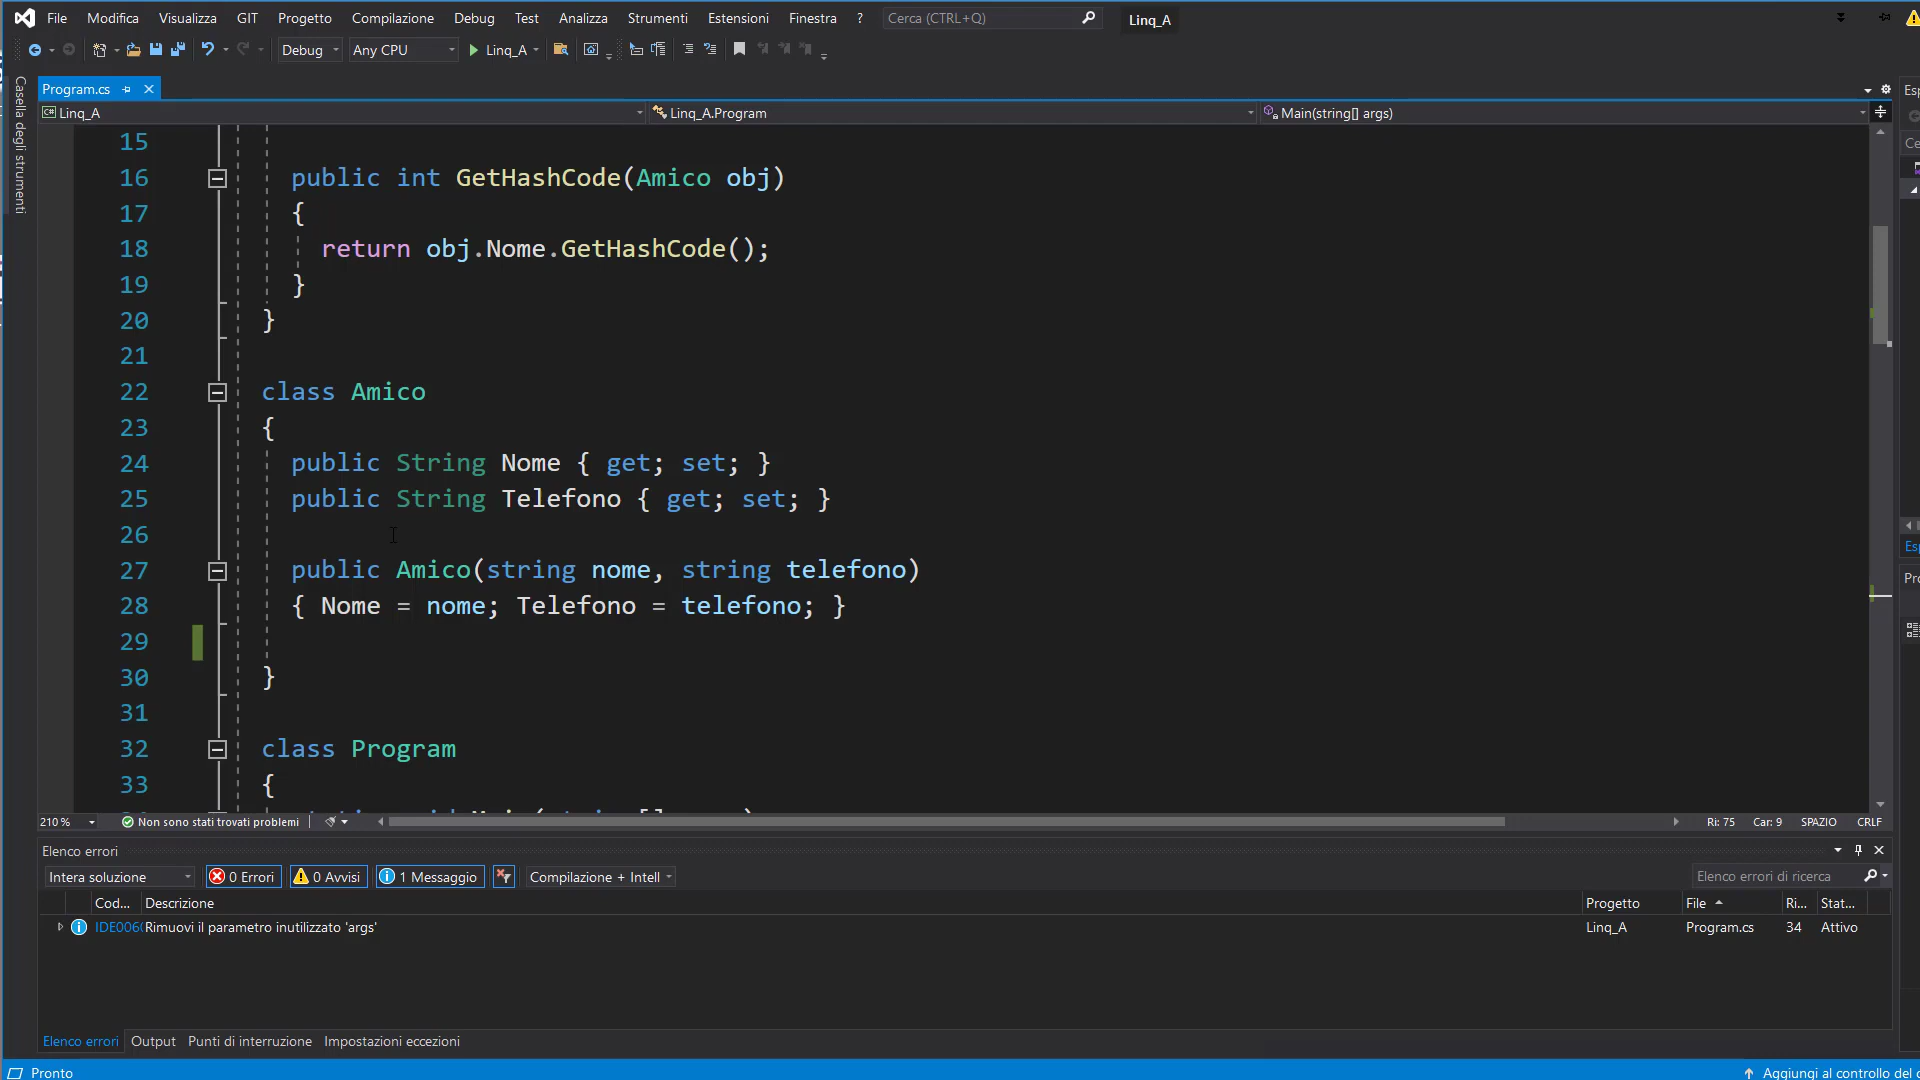 File Modifica Visualizza GIT Progetto Compilazione Debug Test Analizza Strumenti Estensioni Finestra ? Cerca (CTRL+Q) Linq_A
Debug Any CPU Linq_A
Casella degli strumenti
Program.cs
Linq_A Linq_A.Program Main(string[] args)
15
16 public int GetHashCode(Amico obj)
17 {
18 return obj.Nome.GetHashCode();
19 }
20 }
21
22 class Amico
23 {
24 public String Nome { get; set; }
25 public String Telefono { get; set; }
26
27 public Amico(string nome, string telefono)
28 { Nome = nome; Telefono = telefono; }
29
30 }
31
32 class Program
33 {
210 % Non sono stati trovati problemi Ri: 75 Car: 9 SPAZIO CRLF
Elenco errori
Intera soluzione 0 Errori 0 Avvisi 1 Messaggio Compilazione + Intell Elenco errori di ricerca
Cod... Descrizione Progetto File Ri... Stat...
IDE006 Rimuovi il parametro inutilizzato 'args' Linq_A Program.cs 34 Attivo
Elenco errori Output Punti di interruzione Impostazioni eccezioni
Pronto Aggiungi al controllo del